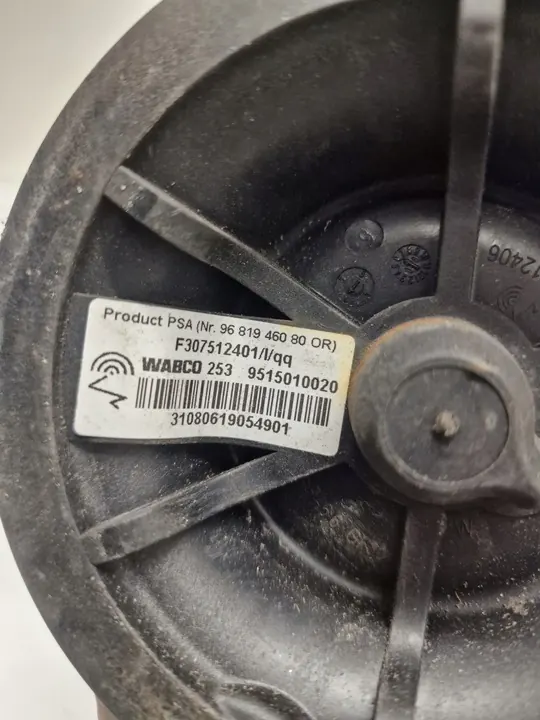 Product PSA (Nr. 96 819 460 80 OR)
F307512401/I/qq
WABCO 253 9515010020
31080619054901
12406